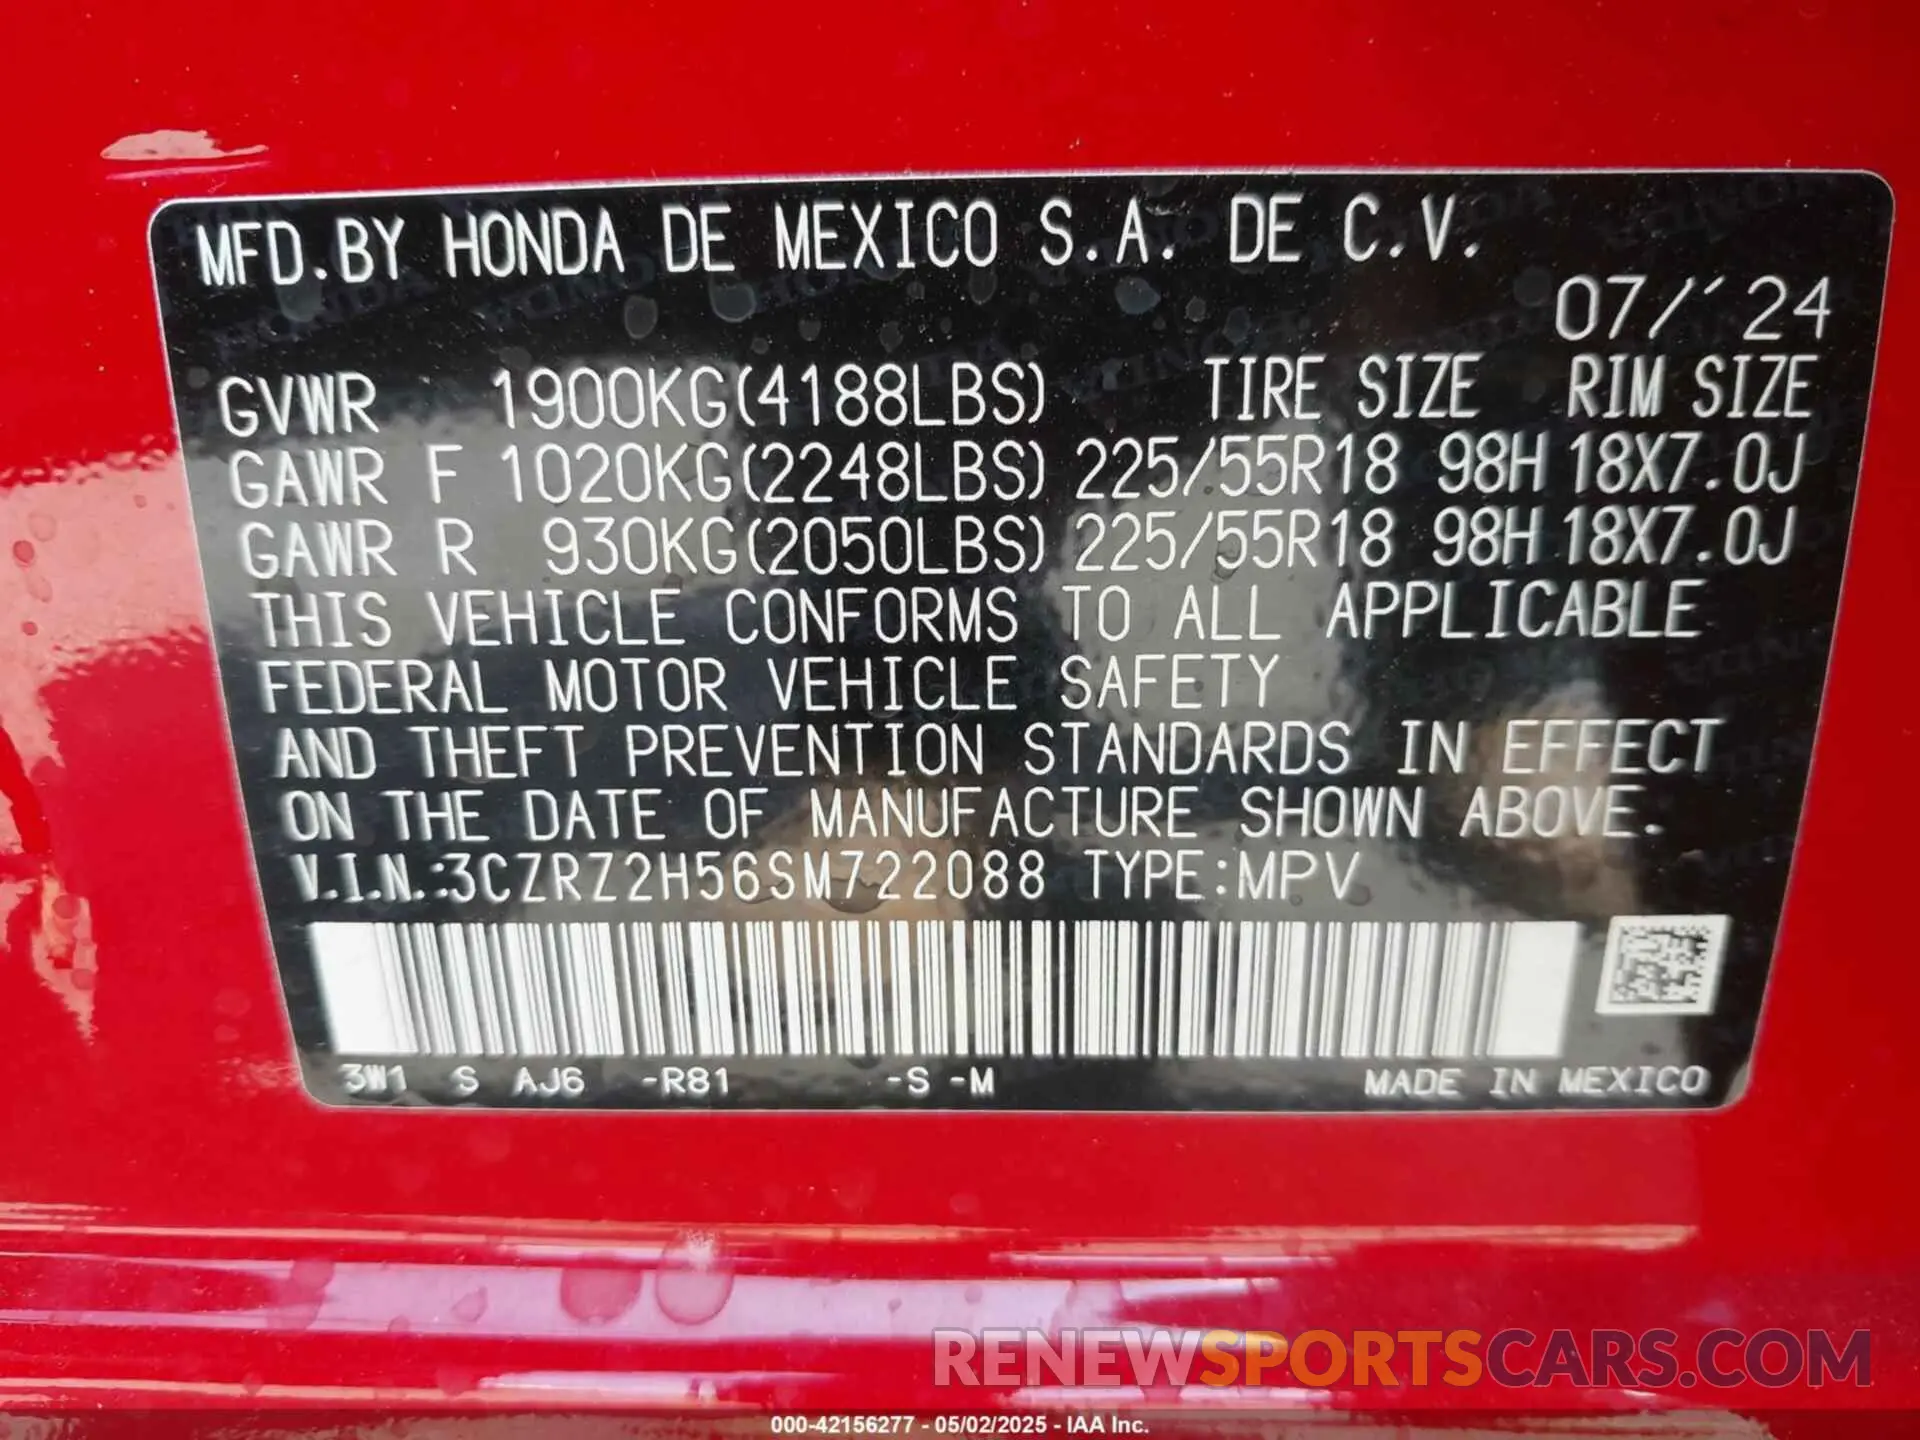 MFD.BY HONDA DE MEXICO S.A. DE C.V.
07/'24
GVWR 1900KG(4188LBS) TIRE SIZE RIM SIZE
GAWR F 1020KG(2248LBS) 225/55R18 98H 18X7.0J
GAWR R 930KG(2050LBS) 225/55R18 98H 18X7.0J
THIS VEHICLE CONFORMS TO ALL APPLICABLE
FEDERAL MOTOR VEHICLE SAFETY
AND THEFT PREVENTION STANDARDS IN EFFECT
ON THE DATE OF MANUFACTURE SHOWN ABOVE.
V.I.N.:3CZRZ2H56SM722088 TYPE:MPV
3W1 S AJ6 -R81 -S -M MADE IN MEXICO
RENEWSPORTSCARS.COM
000-42156277 - 05/02/2025 - IAA Inc.